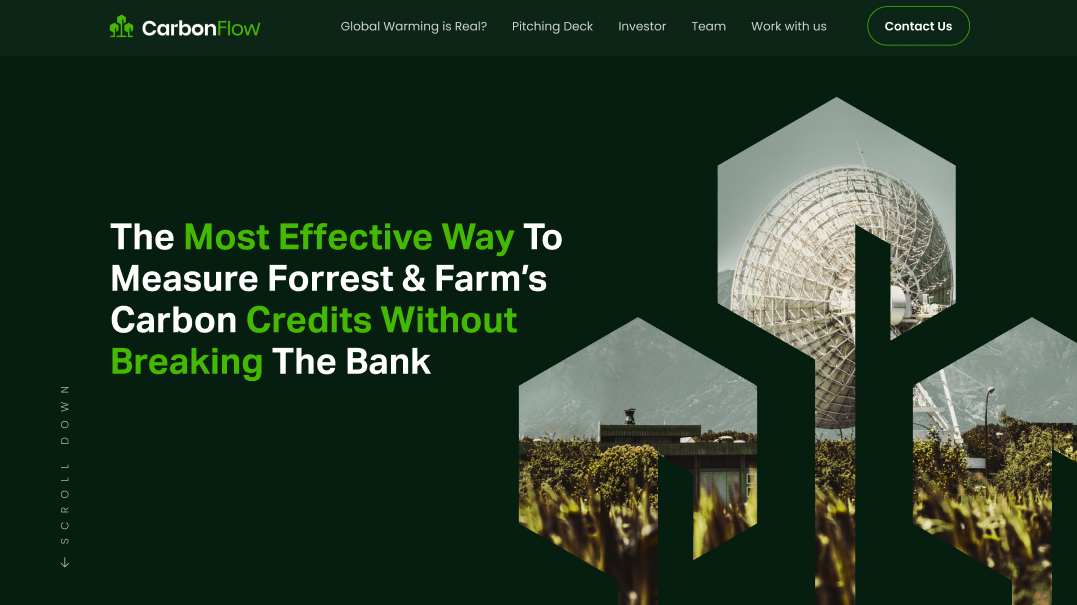 CarbonFlow
Global Warming is Real?
Pitching Deck
Investor
Team
Work with us
Contact Us
The Most Effective Way To
Measure Forrest & Farm's
Carbon Credits Without
Breaking The Bank
SCROLL DOWN